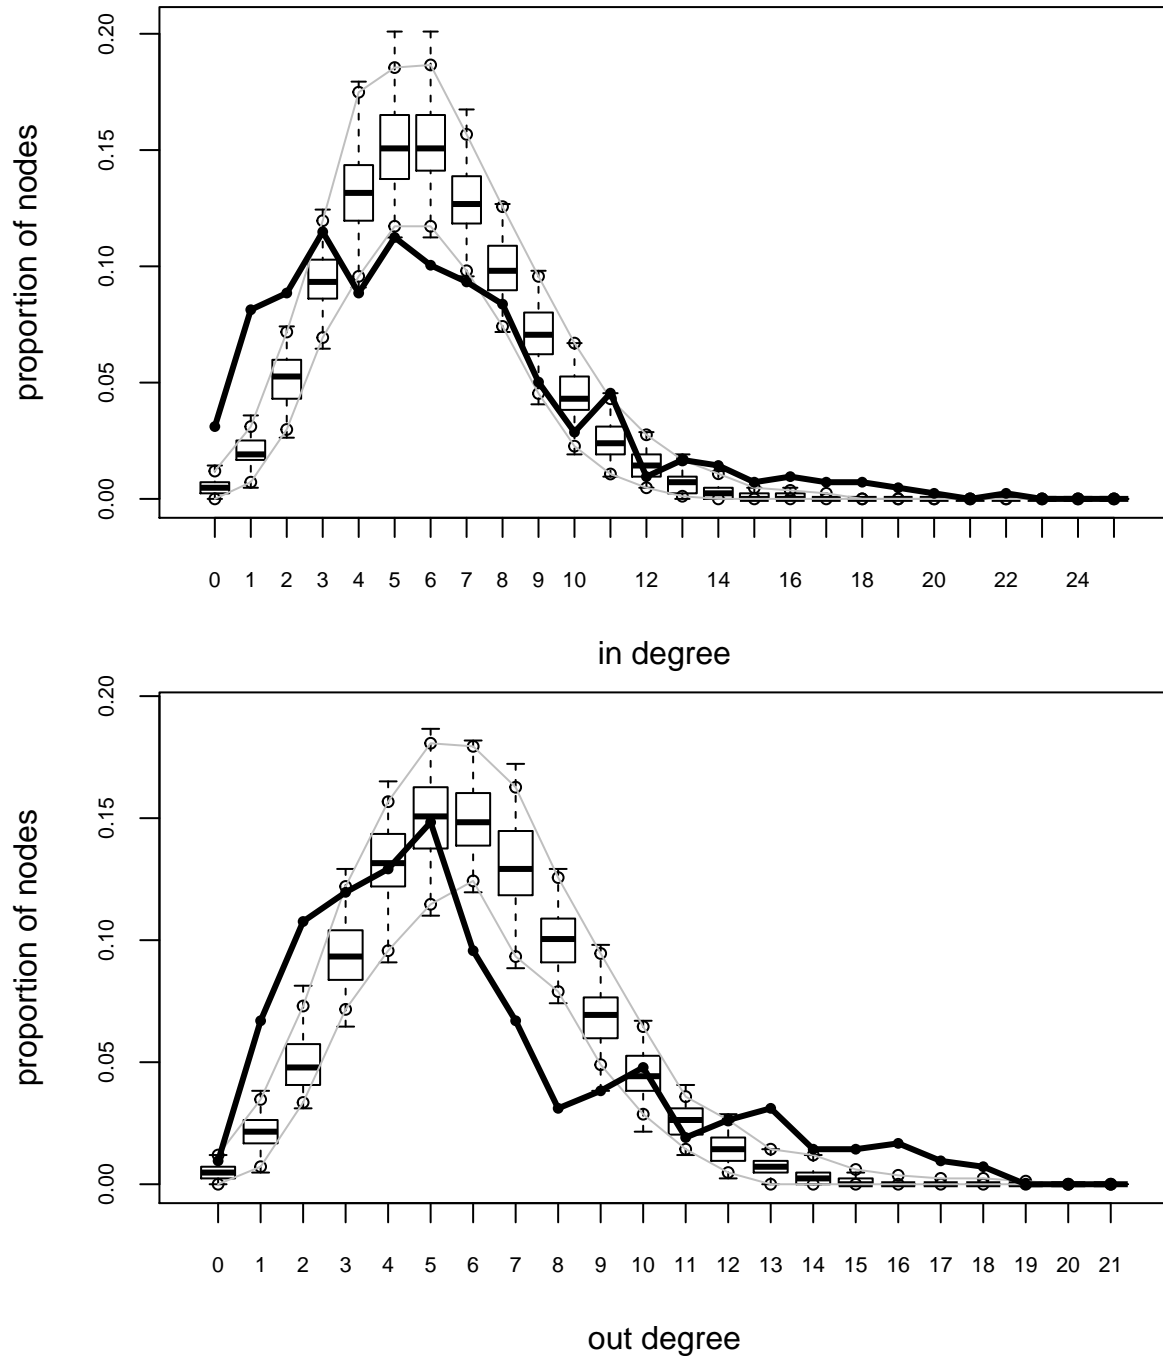 proportion of nodes
0.20
0.15
0.10
0.05
0.00
0 1 2 3 4 5 6 7 8 9 10 12 14 16 18 20 22 24
in degree
proportion of nodes
0.20
0.15
0.10
0.05
0.00
0 1 2 3 4 5 6 7 8 9 10 11 12 13 14 15 16 17 18 19 20 21
out degree